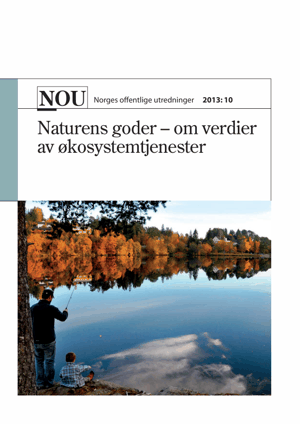 NOU Norges offentlige utredninger 2013: 10
Naturens goder – om verdier
av økosystemtjenester